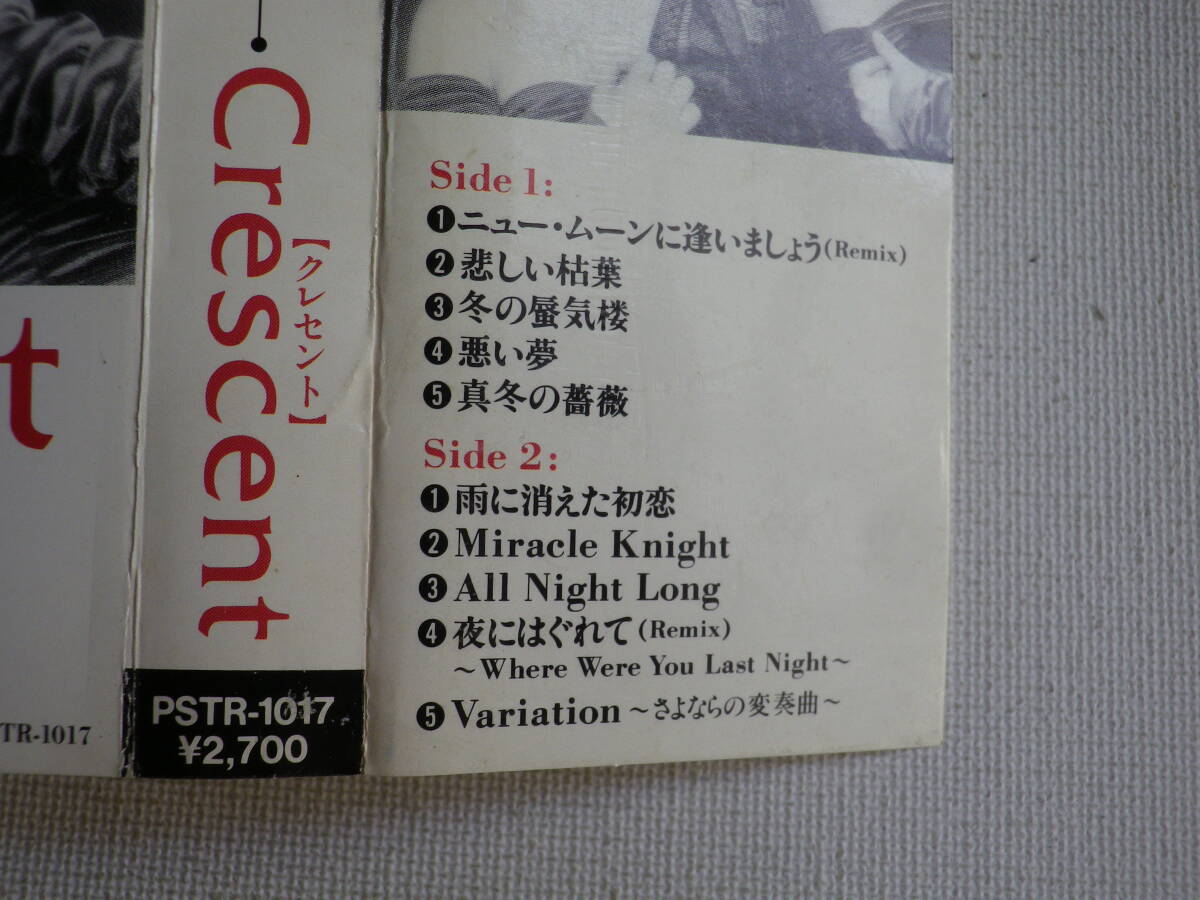 t
TR-1017
Crescent
【クレセント】
PSTR-1017
¥2,700
Side 1:
❶ニュー・ムーンに逢いましょう(Remix)
❷悲しい枯葉
❸冬の蜃気楼
❹悪い夢
❺真冬の薔薇
Side 2:
❶雨に消えた初恋
❷Miracle Knight
❸All Night Long
❹夜にはぐれて(Remix)
～Where Were You Last Night～
❺Variation～さよならの変奏曲～